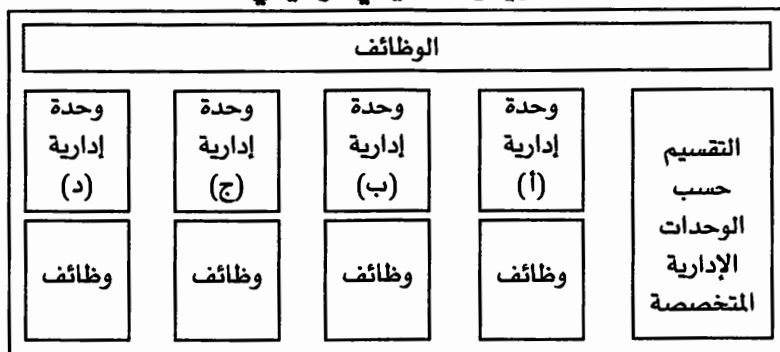 الوظائف
التقسيم
حسب
الوحدات
الإدارية
المتخصصة
وحدة
إدارية
(أ)
وحدة
إدارية
(ب)
وحدة
إدارية
(ج)
وحدة
إدارية
(د)
وظائف
وظائف
وظائف
وظائف